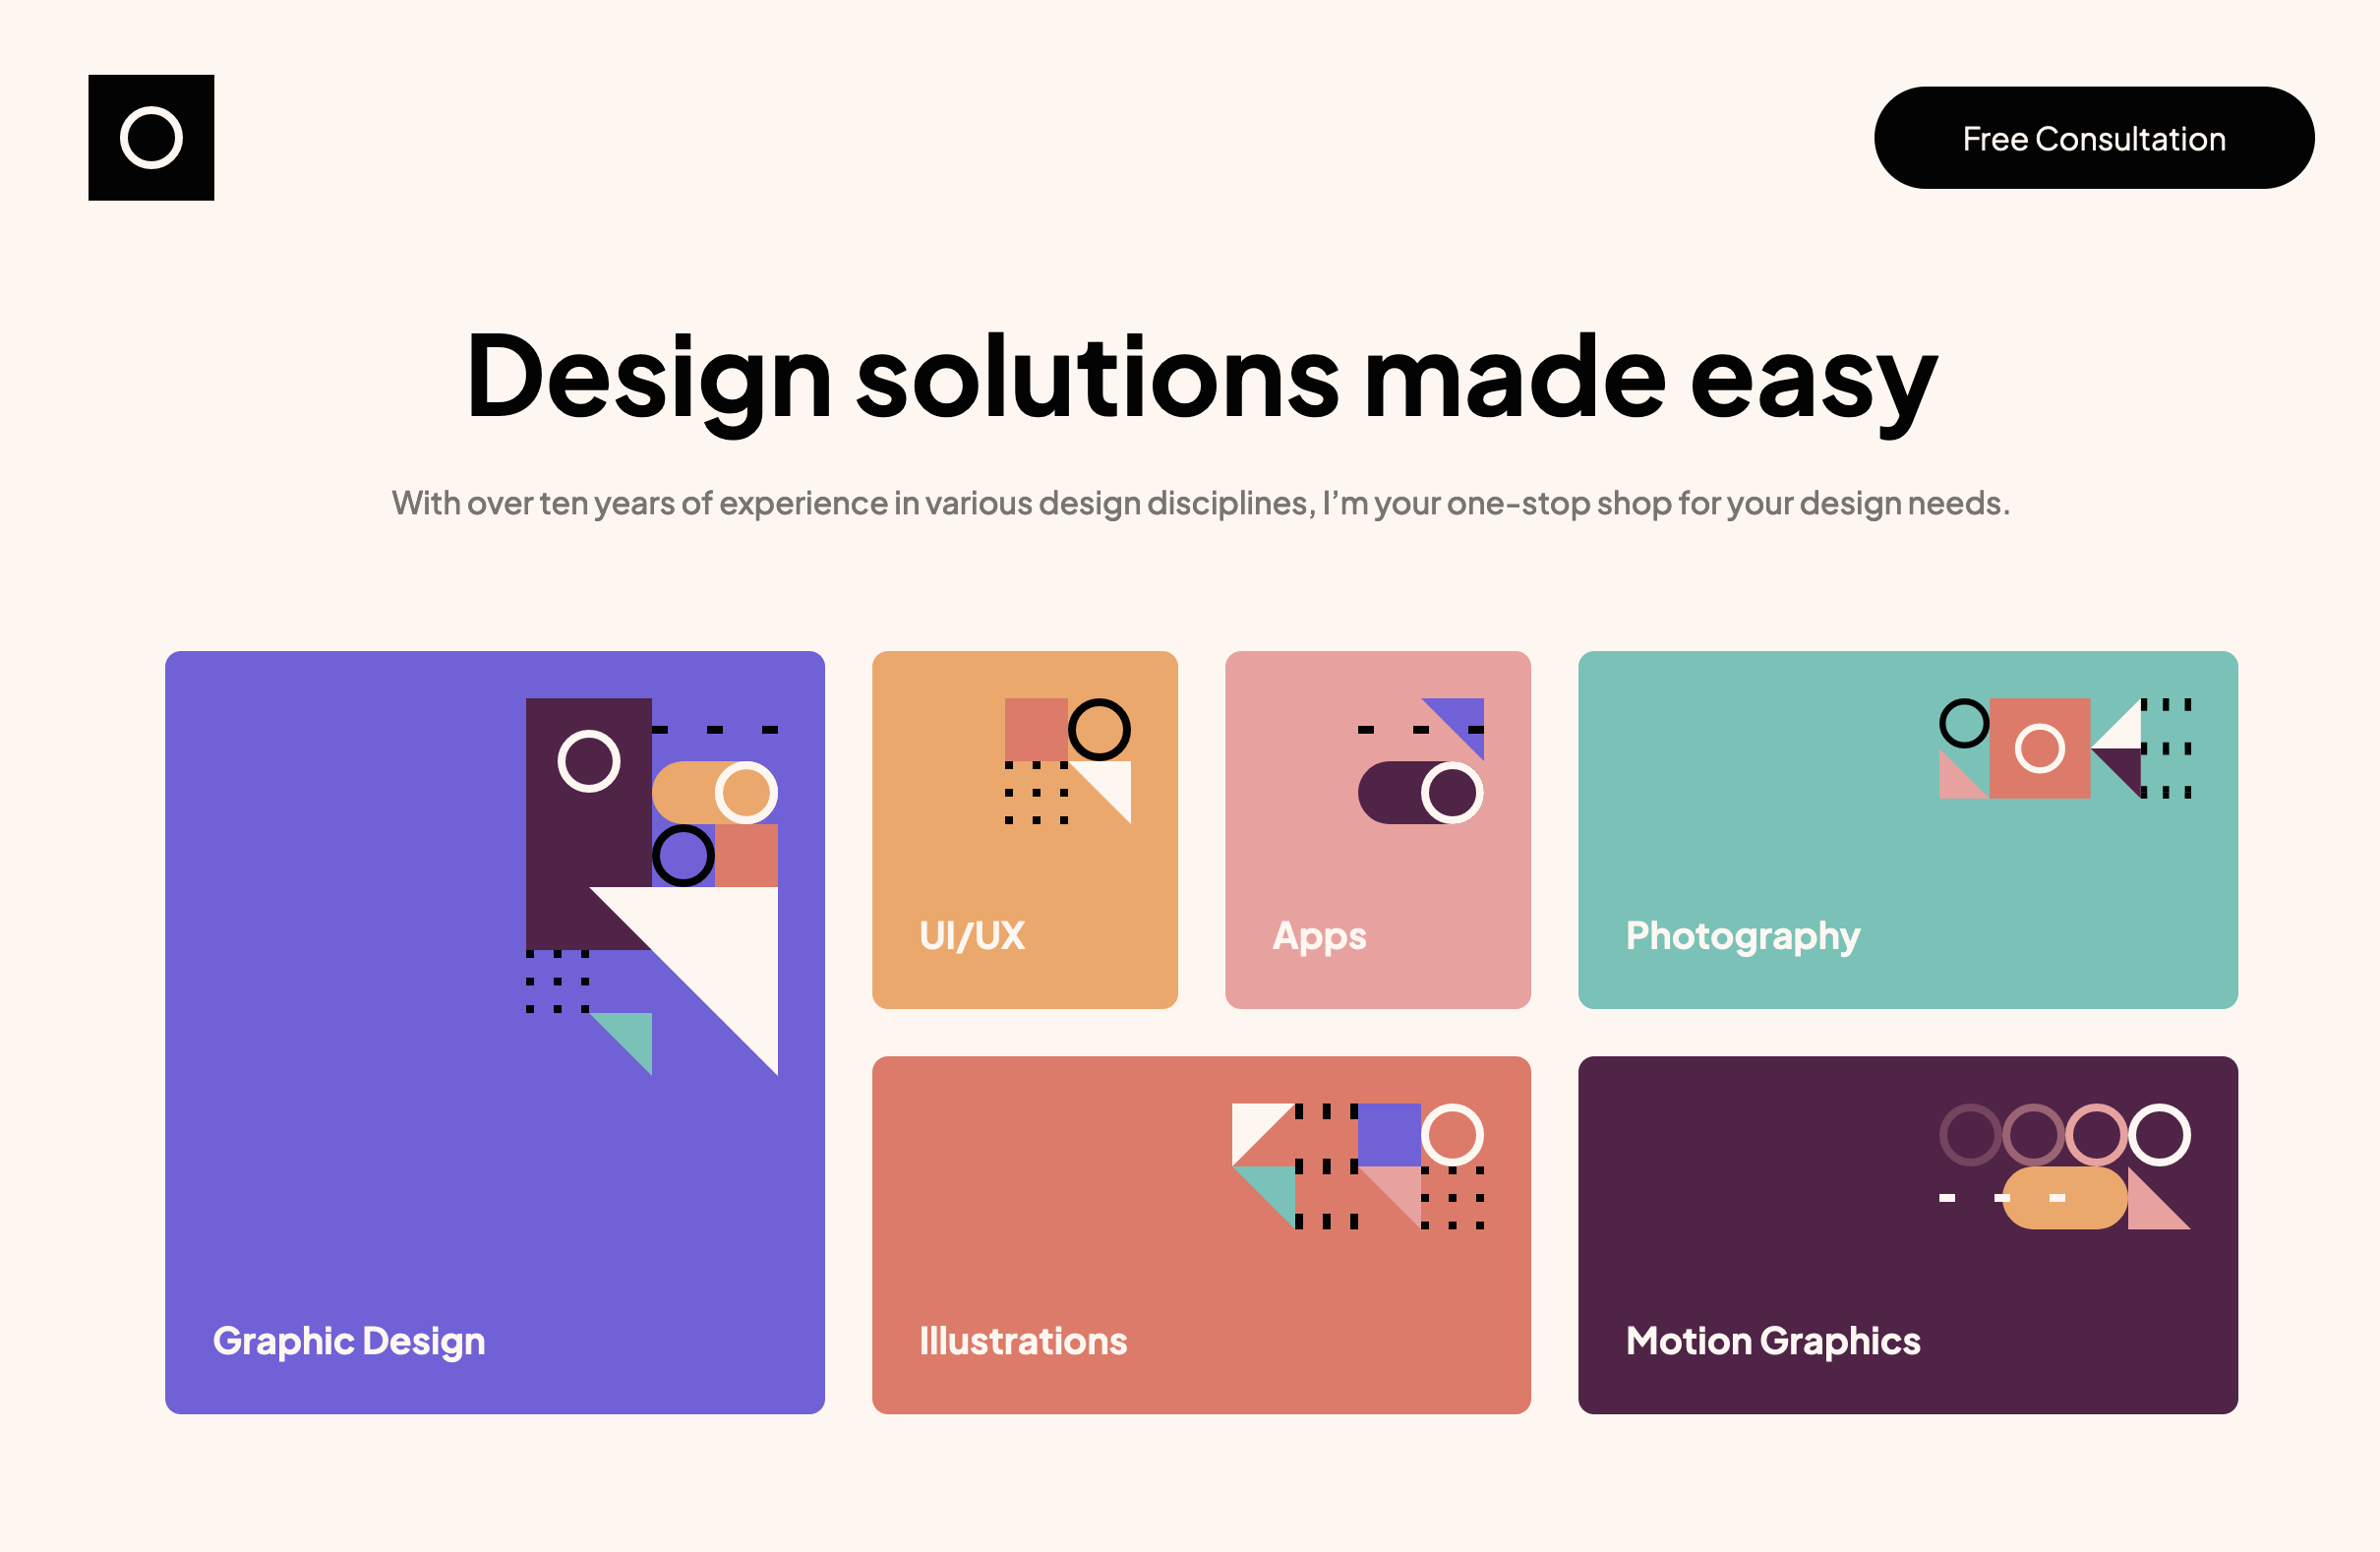 Free Consultation
Design solutions made easy
With over ten years of experience in various design disciplines, I’m your one-stop shop for your design needs.
UI/UX
Apps
Photography
Graphic Design
Illustrations
Motion Graphics